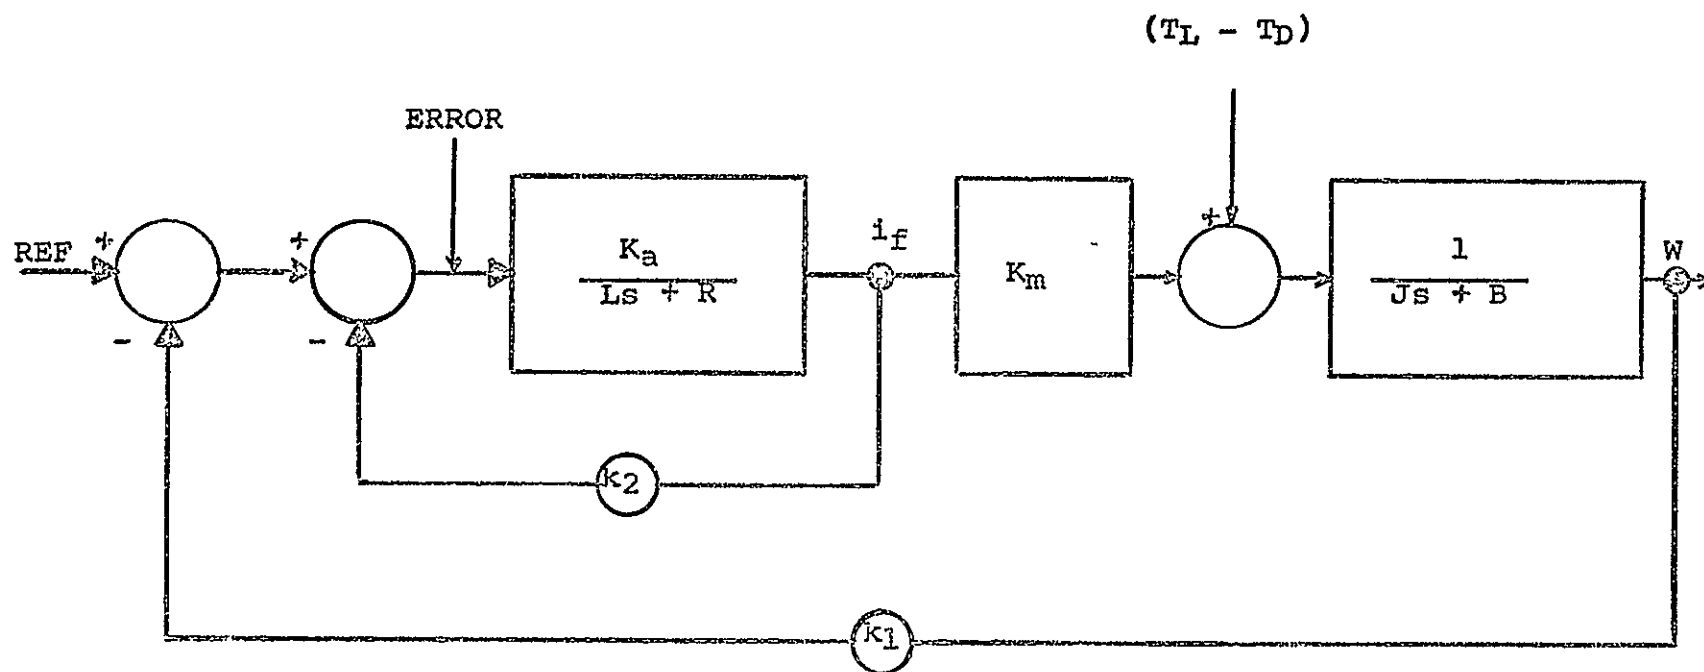 (TL - TD)
ERROR
REF
+
-
+
-
Ka
Ls + R
if
Km
+
1
Js + B
W
k2
k1